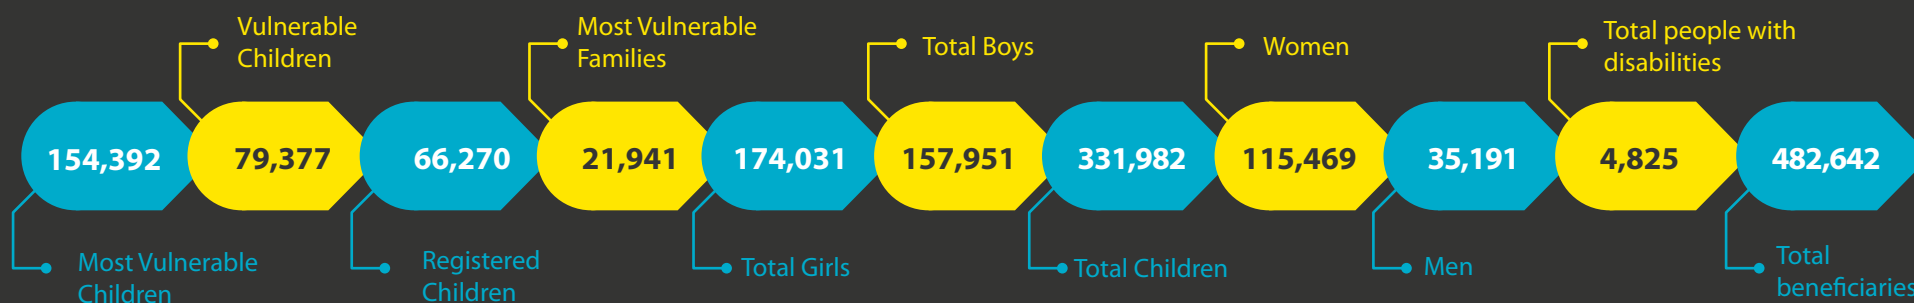 Vulnerable
Children
Most Vulnerable
Families
Total Boys
Women
Total people with
disabilities
154,392
79,377
66,270
21,941
174,031
157,951
331,982
115,469
35,191
4,825
482,642
Most Vulnerable
Children
Registered
Children
Total Girls
Total Children
Men
Total
beneficiaries